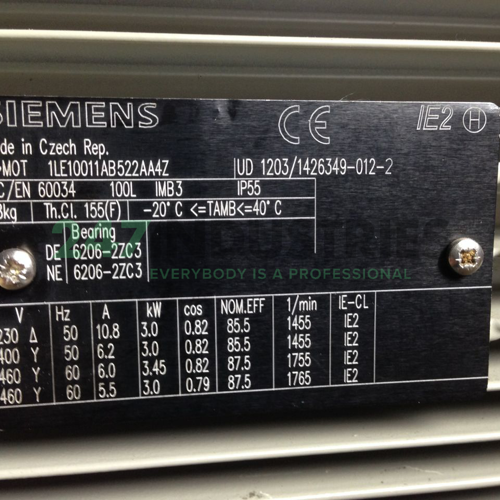 SIEMENS CE IE2 H
de in Czech Rep.
MOT 1LE10011AB522AA4Z UD 1203/1426349-012-2
C/EN 60034 100L IMB3 IP55
kg Th.Cl. 155(F) -20°C <=TAMB<=40°C
Bearing
DE 6206-2ZC3
NE 6206-2ZC3
EVERYBODY IS A PROFESSIONAL
V Hz A kW cos NOM.EFF 1/min IE-CL
230 Δ 50 10.8 3.0 0.82 85.5 1455 IE2
400 Y 50 6.2 3.0 0.82 85.5 1455 IE2
460 Y 60 6.0 3.45 0.82 87.5 1755 IE2
460 Y 60 5.5 3.0 0.79 87.5 1765 IE2